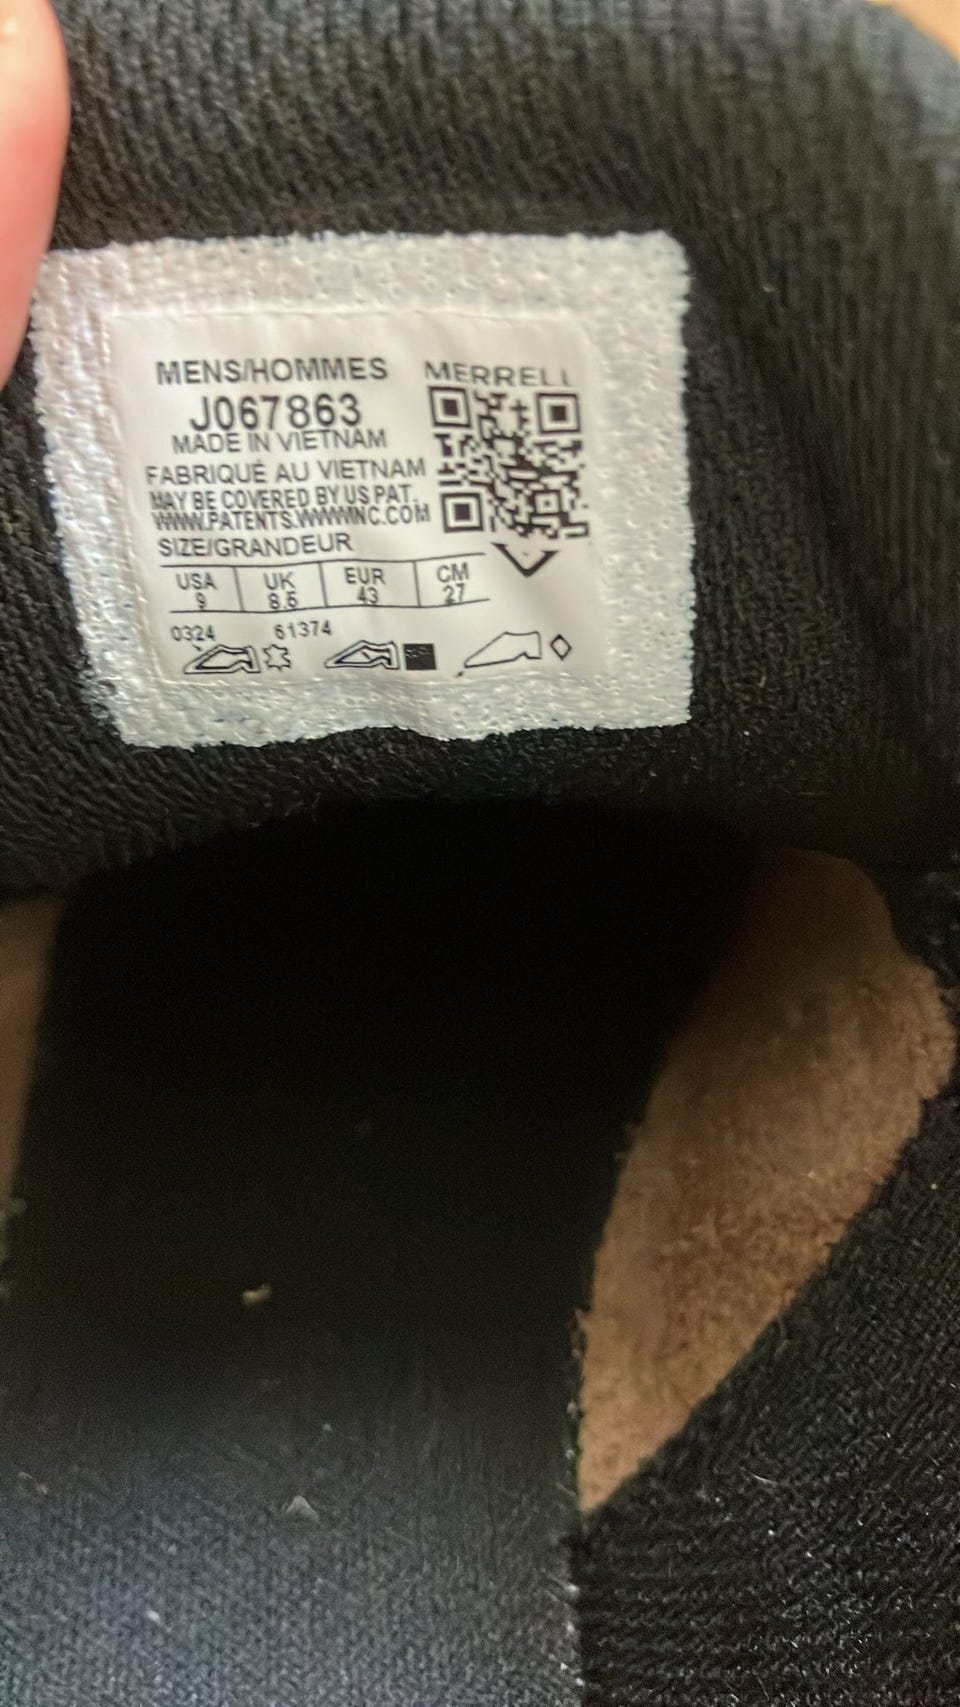 MENS/HOMMES
MERRELL
J067863
MADE IN VIETNAM
FABRIQUÉ AU VIETNAM
MAY BE COVERED BY US PAT.
WWW.PATENTS.WWWINC.COM
SIZE/GRANDEUR
USA UK EUR CM
9 8.5 43 27
0324 61374